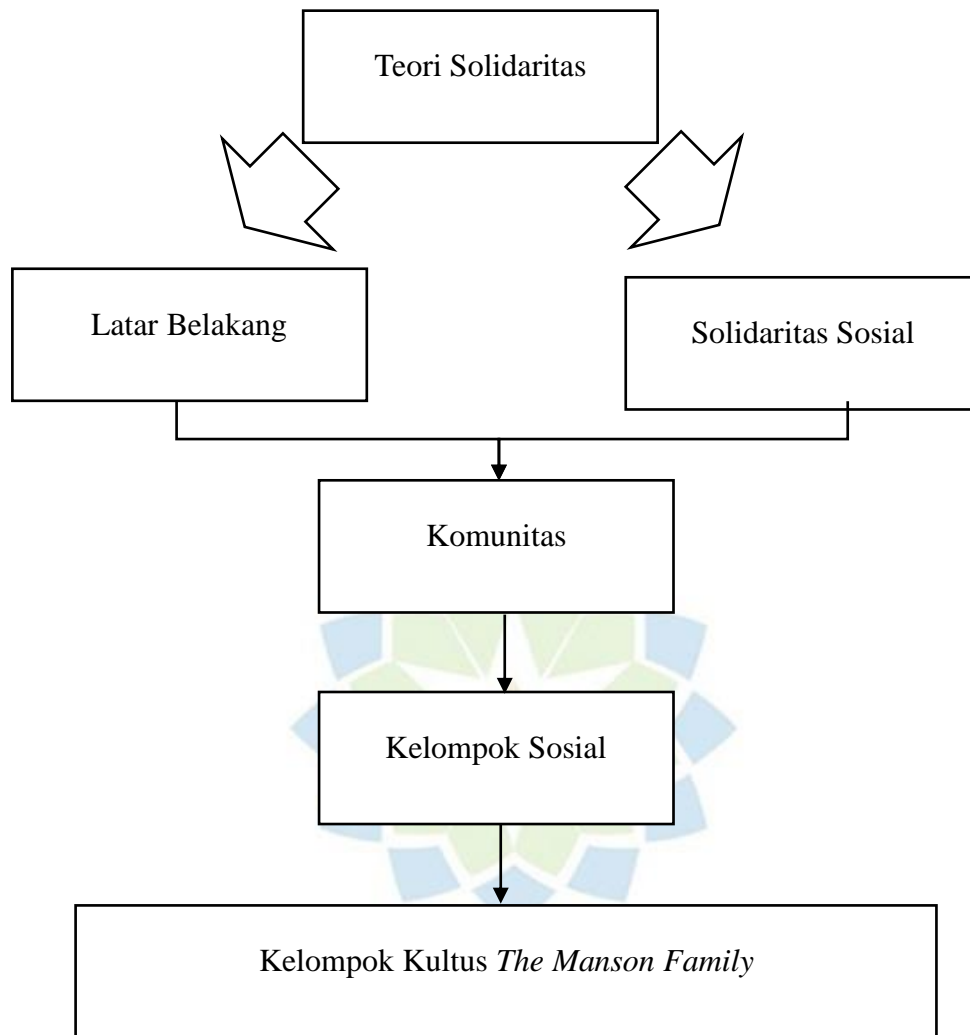 Teori Solidaritas
Latar Belakang
Solidaritas Sosial
Komunitas
Kelompok Sosial
Kelompok Kultus The Manson Family